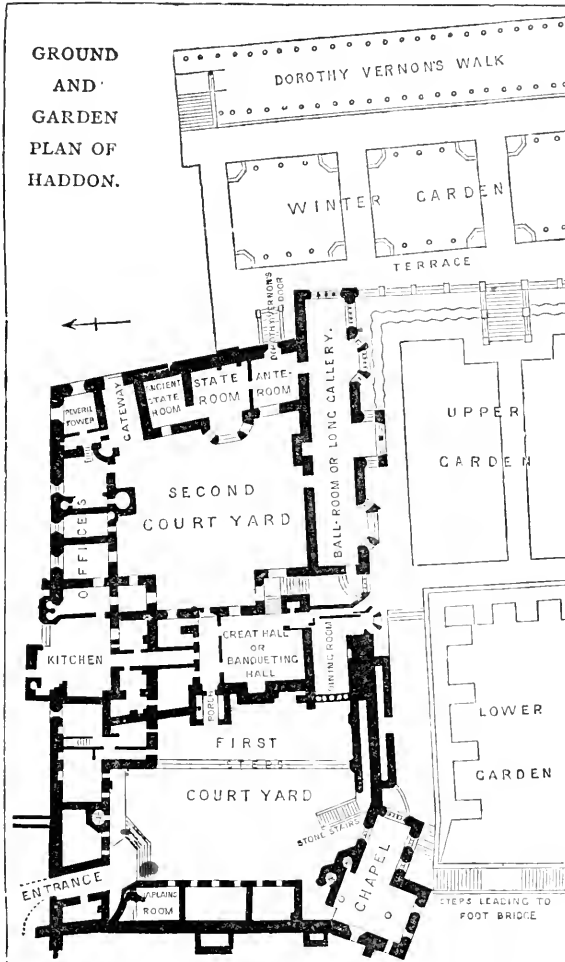 GROUND
AND
GARDEN
PLAN OF
HADDON.
DOROTHY VERNON'S WALK
WINTER GARDEN
TERRACE
DOROTHY VERNON'S
DOOR
ANCIENT
STATE
ROOM
STATE
ROOM
ANTE-
ROOM
PEVERIL
TOWER
GATEWAY
BALL-ROOM OR LONG GALLERY.
UPPER
GARDEN
SECOND
COURT YARD
OFFICES
KITCHEN
GREAT HALL
OR
BANQUETING
HALL
DINING ROOM
PORCH
LOWER
GARDEN
FIRST
STEPS
COURT YARD
STONE STAIRS
ENTRANCE
CHAPEL
CHAPLAINS
ROOM
STEPS LEADING TO
FOOT BRIDGE